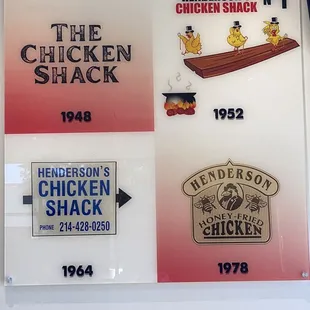 THE
CHICKEN
SHACK
1948
CHICKEN SHACK
1
1952
HENDERSON'S
CHICKEN
SHACK
PHONE 214-428-0250
1964
HENDERSON
HONEY-FRIED
CHICKEN
1978